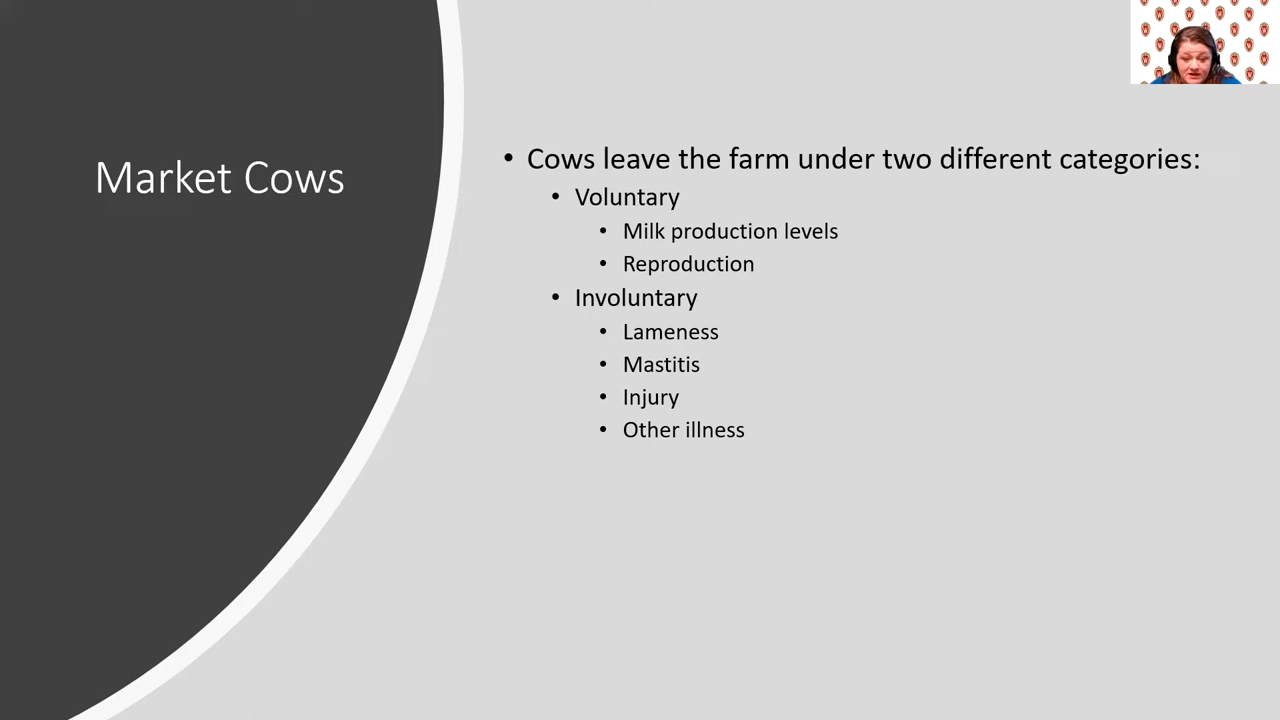 Market Cows
• Cows leave the farm under two different categories:
• Voluntary
• Milk production levels
• Reproduction
• Involuntary
• Lameness
• Mastitis
• Injury
• Other illness